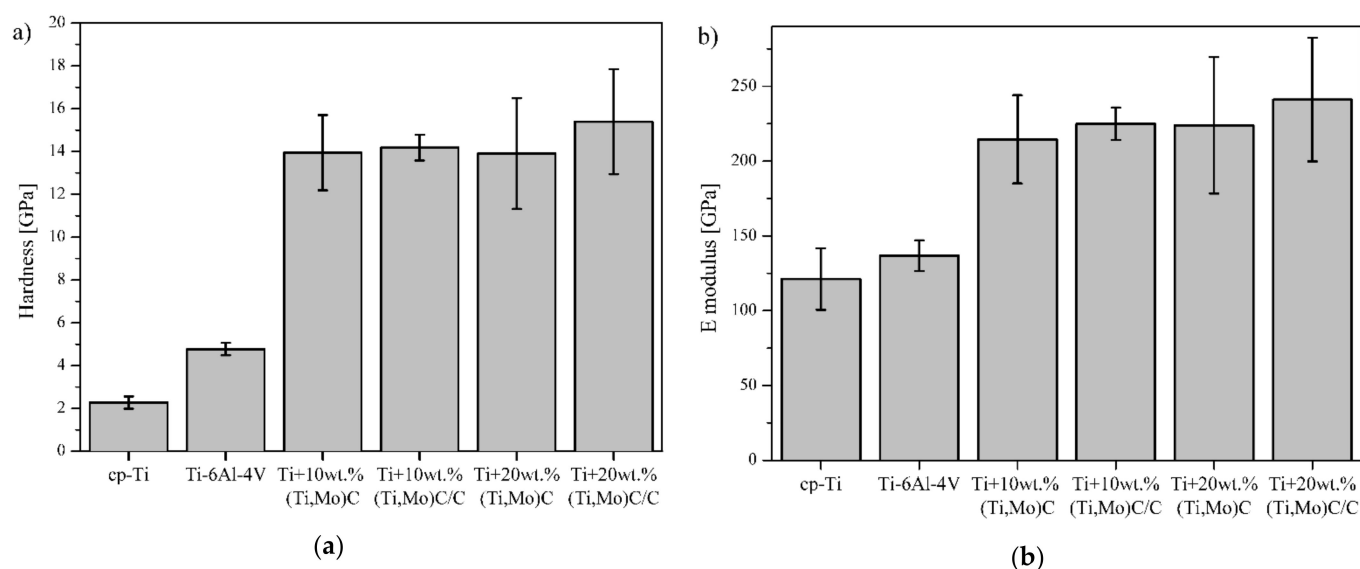 a)
Hardness [GPa]
20
18
16
14
12
10
8
6
4
2
0
cp-Ti Ti-6Al-4V Ti+10wt.% Ti+10wt.% Ti+20wt.% Ti+20wt.%
(Ti,Mo)C (Ti,Mo)C/C (Ti,Mo)C (Ti,Mo)C/C
(a)
b)
E modulus [GPa]
250
200
150
100
50
0
cp-Ti Ti-6Al-4V Ti+10wt.% Ti+10wt.% Ti+20wt.% Ti+20wt.%
(Ti,Mo)C (Ti,Mo)C/C (Ti,Mo)C (Ti,Mo)C/C
(b)